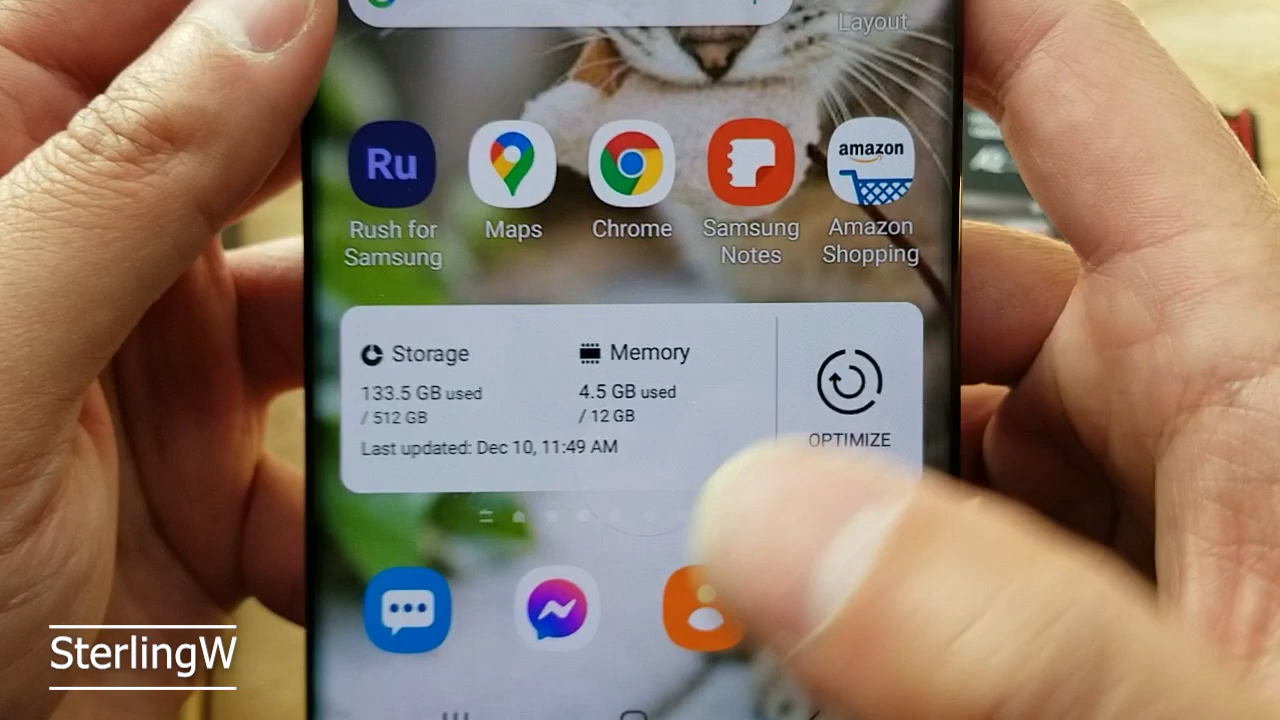 Layout
Ru
amazon
Rush for
Samsung
Maps
Chrome
Samsung
Notes
Amazon
Shopping
Storage
133.5 GB used
/ 512 GB
Memory
4.5 GB used
/ 12 GB
Last updated: Dec 10, 11:49 AM
OPTIMIZE
SterlingW